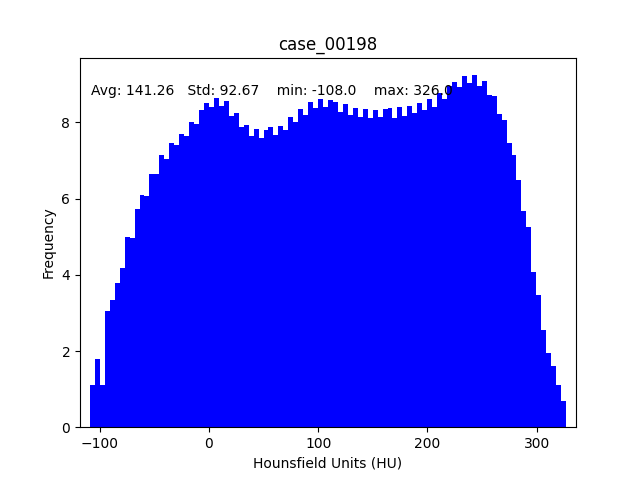 case_00198
Avg: 141.26 Std: 92.67 min: -108.0 max: 326.0
8
6
4
2
0
Frequency
−100 0 100 200 300
Hounsfield Units (HU)